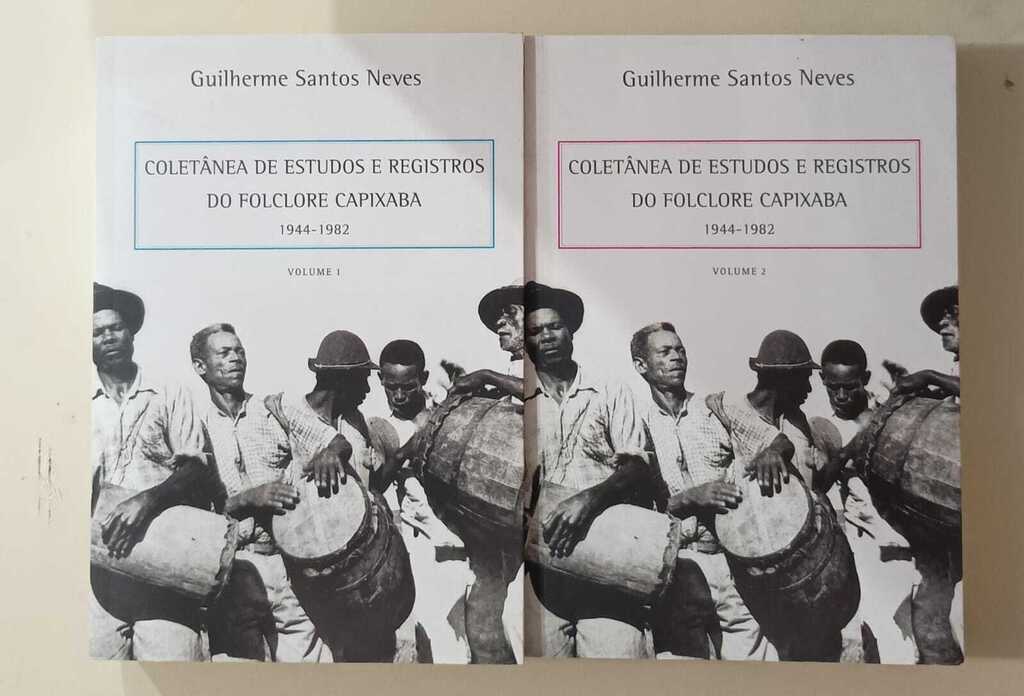 Guilherme Santos Neves
COLETÂNEA DE ESTUDOS E REGISTROS
DO FOLCLORE CAPIXABA
1944-1982
VOLUME 1
Guilherme Santos Neves
COLETÂNEA DE ESTUDOS E REGISTROS
DO FOLCLORE CAPIXABA
1944-1982
VOLUME 2